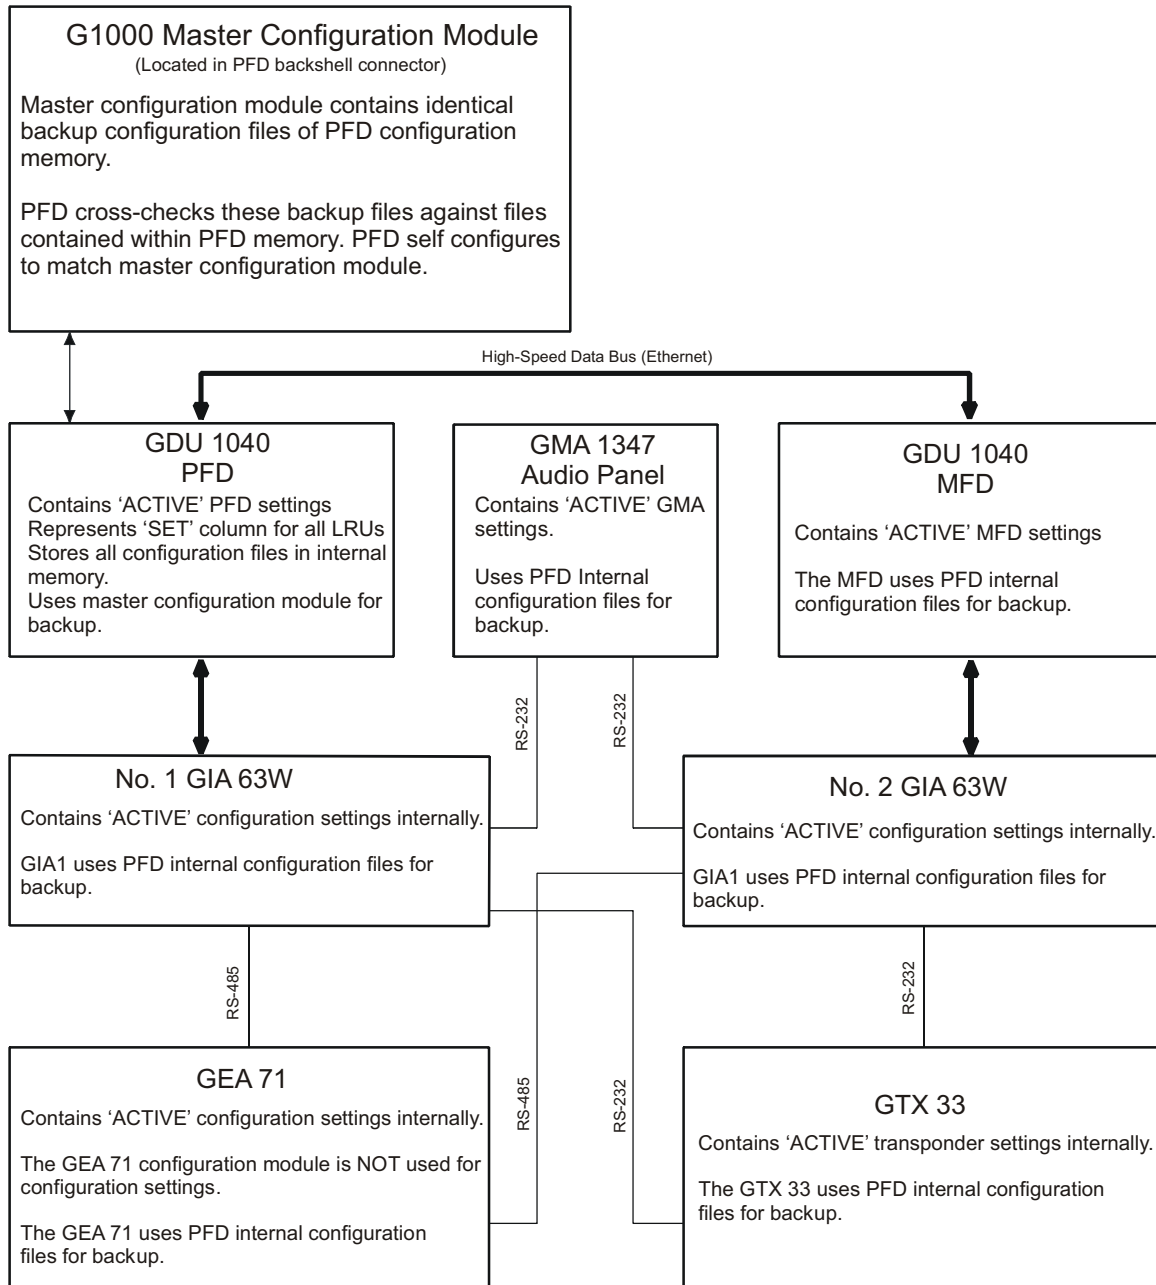 G1000 Master Configuration Module
(Located in PFD backshell connector)
Master configuration module contains identical
backup configuration files of PFD configuration
memory.
PFD cross-checks these backup files against files
contained within PFD memory. PFD self configures
to match master configuration module.
High-Speed Data Bus (Ethernet)
GDU 1040
PFD
Contains ‘ACTIVE’ PFD settings
Represents ‘SET’ column for all LRUs
Stores all configuration files in internal
memory.
Uses master configuration module for
backup.
GMA 1347
Audio Panel
Contains ‘ACTIVE’ GMA
settings.
Uses PFD Internal
configuration files for
backup.
GDU 1040
MFD
Contains ‘ACTIVE’ MFD settings
The MFD uses PFD internal
configuration files for backup.
RS-232
RS-232
No. 1 GIA 63W
Contains ‘ACTIVE’ configuration settings internally.
GIA1 uses PFD internal configuration files for
backup.
No. 2 GIA 63W
Contains ‘ACTIVE’ configuration settings internally.
GIA1 uses PFD internal configuration files for
backup.
RS-485
RS-232
RS-485
RS-232
GEA 71
Contains ‘ACTIVE’ configuration settings internally.
The GEA 71 configuration module is NOT used for
configuration settings.
The GEA 71 uses PFD internal configuration
files for backup.
GTX 33
Contains ‘ACTIVE’ transponder settings internally.
The GTX 33 uses PFD internal configuration
files for backup.